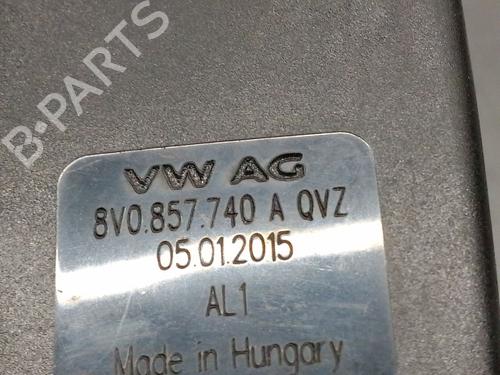 B-PARTS
VW AG
8V0.857.740 A QVZ
05.01.2015
AL1
Made in Hungary